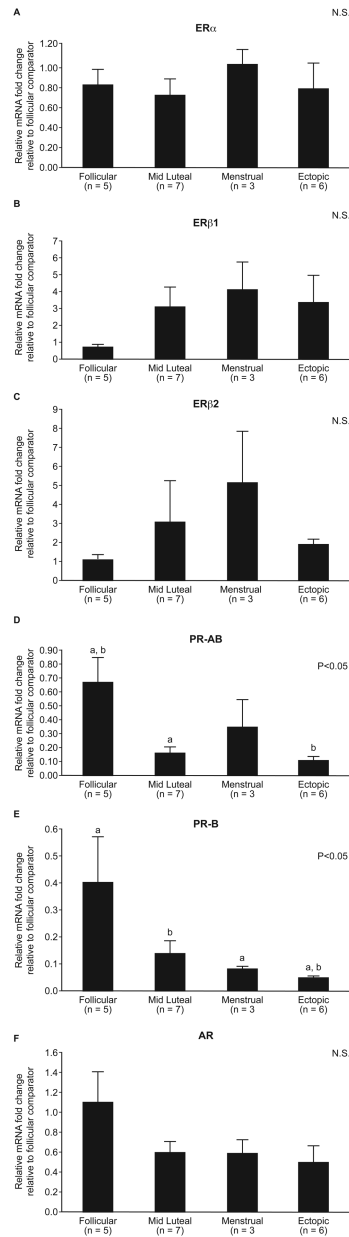 A
N.S.
ERα
Relative mRNA fold change
relative to follicular comparator
1.20
1.00
0.80
0.60
0.40
0.20
0.00
Follicular Mid Luteal Menstrual Ectopic
(n = 5) (n = 7) (n = 3 (n = 6)
B
N.S.
ERβ1
Relative mRNA fold change
relative to follicular comparator
7
6
5
4
3
2
1
0
Follicular Mid Luteal Menstrual Ectopic
(n = 5) (n = 7) (n = 3 (n = 6)
C
ERβ2
N.S.
Relative mRNA fold change
relative to follicular comparator
9
8
7
6
5
4
3
2
1
0
Follicular Mid Luteal Menstrual Ectopic
(n = 5) (n = 7) (n = 3 (n = 6)
D
PR-AB
P<0.05
Relative mRNA fold change
relative to follicular comparator
0.90
0.80
0.70
0.60
0.50
0.40
0.30
0.20
0.10
0.00
a, b
a
b
Follicular Mid Luteal Menstrual Ectopic
(n = 5) (n = 7) (n = 3 (n = 6)
E
PR-B
P<0.05
Relative mRNA fold change
relative to follicular comparator
0.6
0.5
0.4
0.3
0.2
0.1
0.0
a
b
a
a, b
Follicular Mid Luteal Menstrual Ectopic
(n = 5) (n = 7) (n = 3 (n = 6)
F
AR
N.S.
Relative mRNA fold change
relative to follicular comparator
1.6
1.4
1.2
1.0
0.8
0.6
0.4
0.2
0.0
Follicular Mid Luteal Menstrual Ectopic
(n = 5) (n = 7) (n = 3 (n = 6)